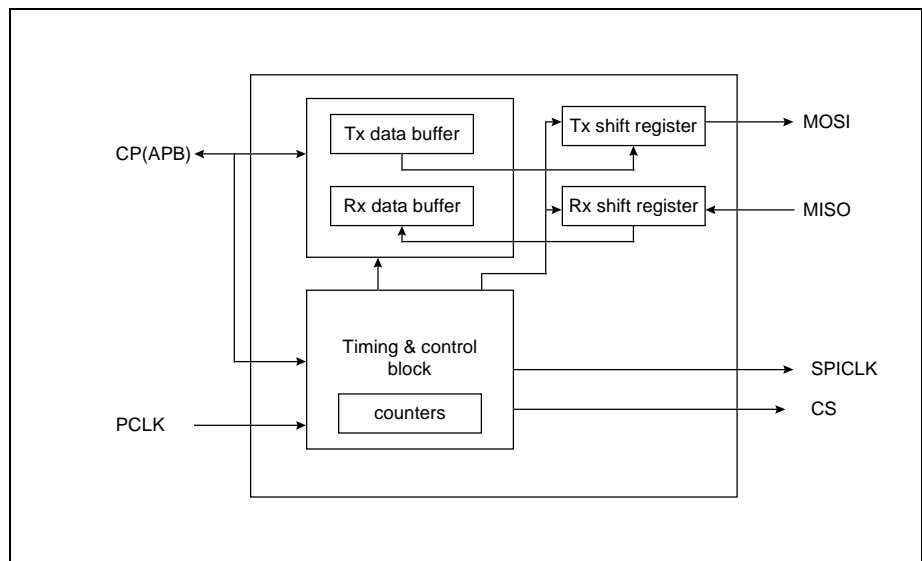 Tx data buffer
Tx shift register
MOSI
CP(APB)
Rx data buffer
Rx shift register
MISO
Timing & control
block
SPICLK
counters
CS
PCLK